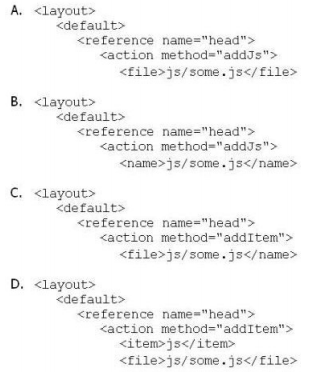 A. <layout>
<default>
<reference name="head">
<action method="addJs">
<file>js/some.js</file>
B. <layout>
<default>
<reference name="head">
<action method="addJs">
<name>js/some.js</name>
C. <layout>
<default>
<reference name="head">
<action method="addItem">
<file>js/some.js</name>
D. <layout>
<default>
<reference name="head">
<action method="addItem">
<item>js</item>
<file>js/some.js</file>